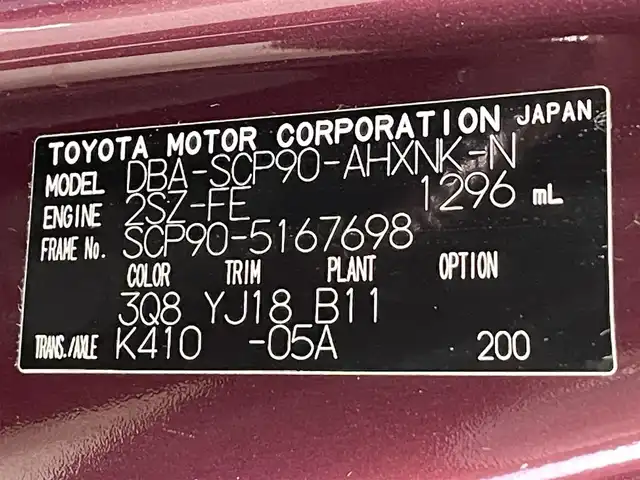 TOYOTA MOTOR CORPORATION JAPAN
MODEL DBA-SCP90-AHXNK-N
ENGINE 2SZ-FE 1296 mL
FRAME No. SCP90-5167698
COLOR TRIM PLANT OPTION
3Q8 YJ18 B11
TRANS./AXLE K410 -05A 200